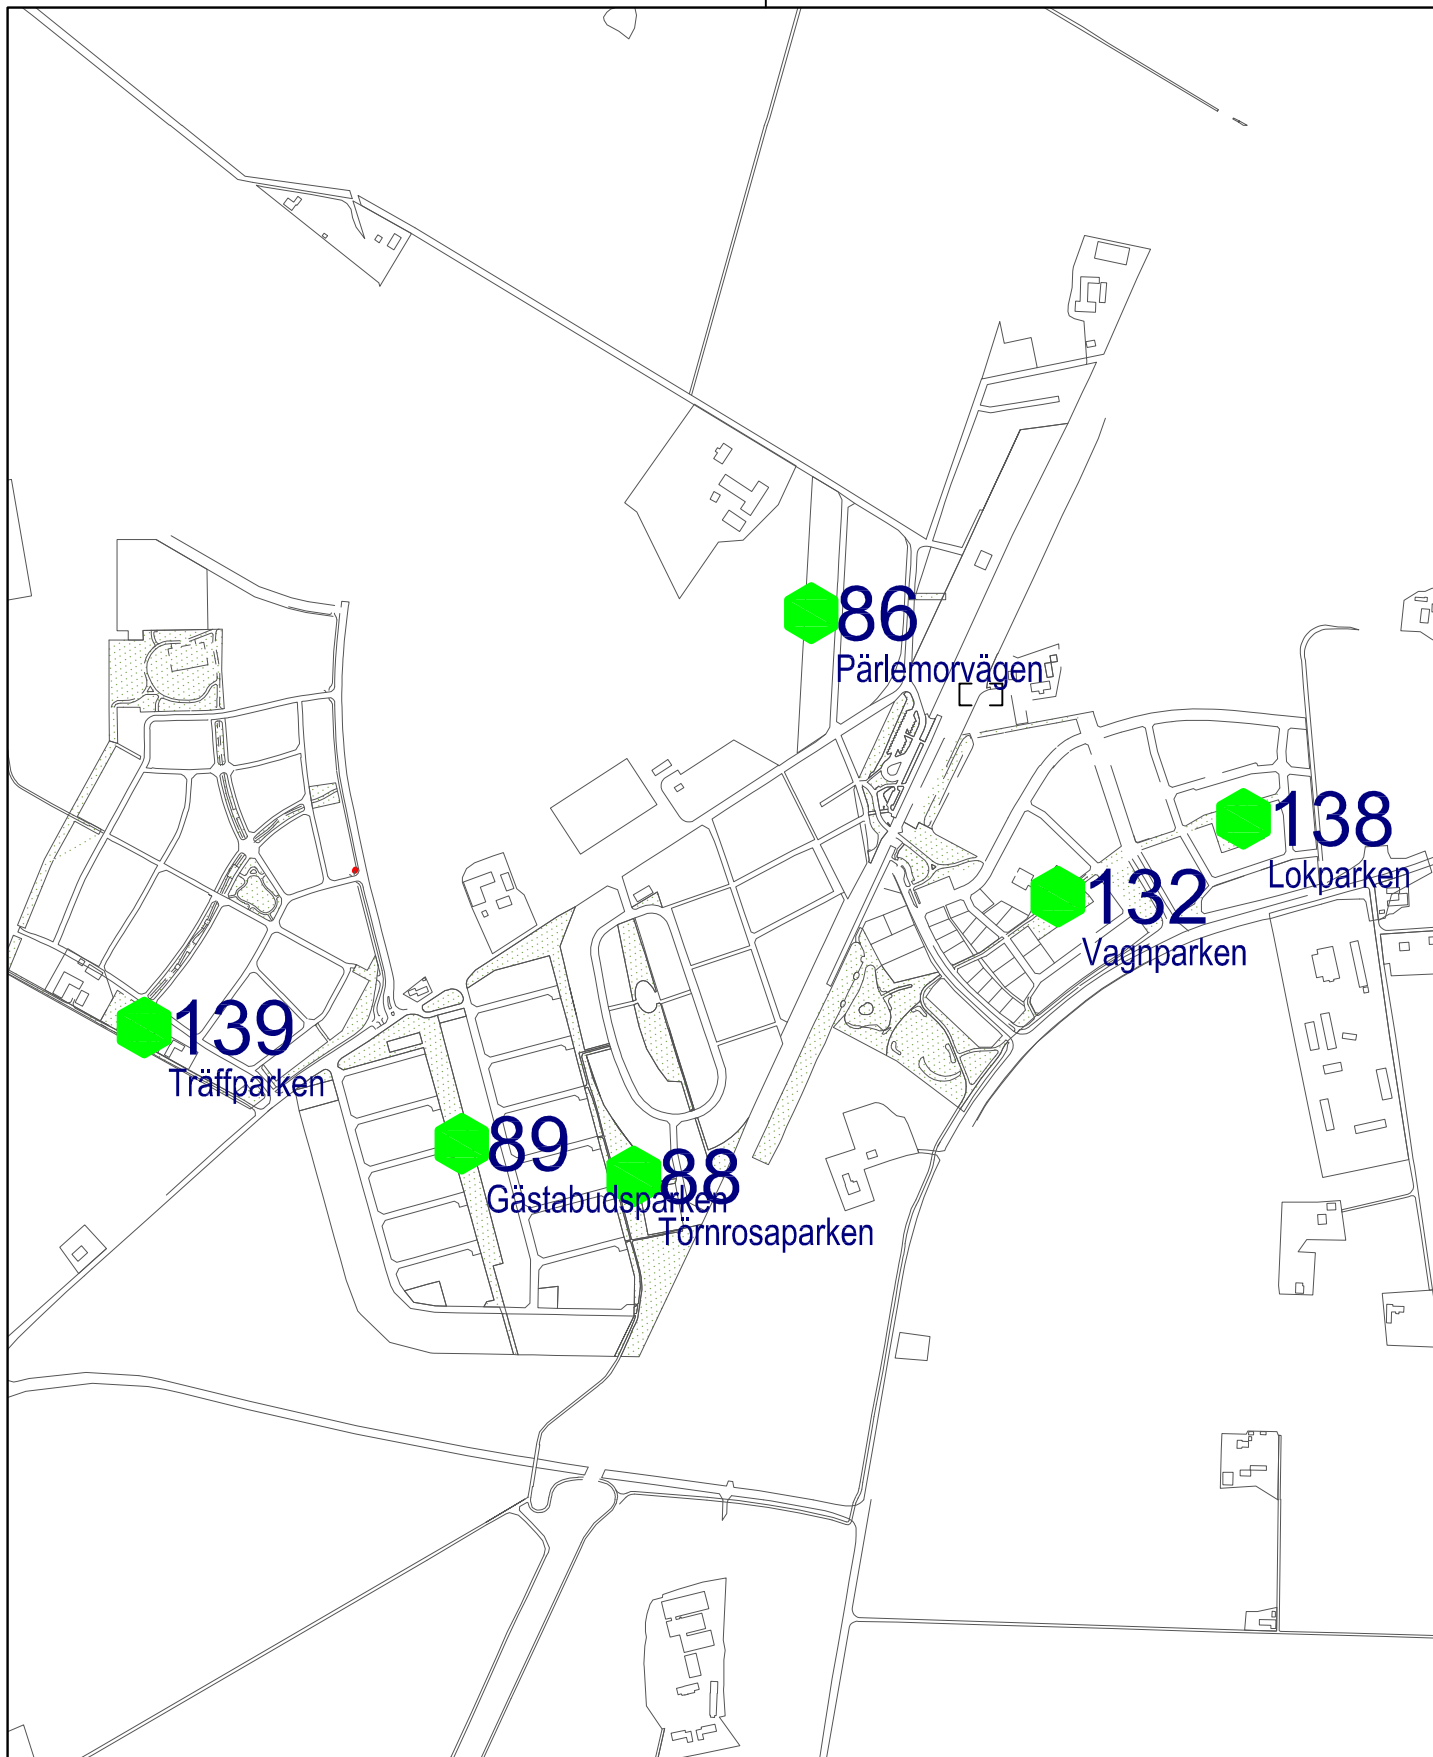 86
Pärlemorvägen
138
Lokparken
132
Vagnparken
139
Träffparken
89
Gästabudsparken
88
Törnrosaparken